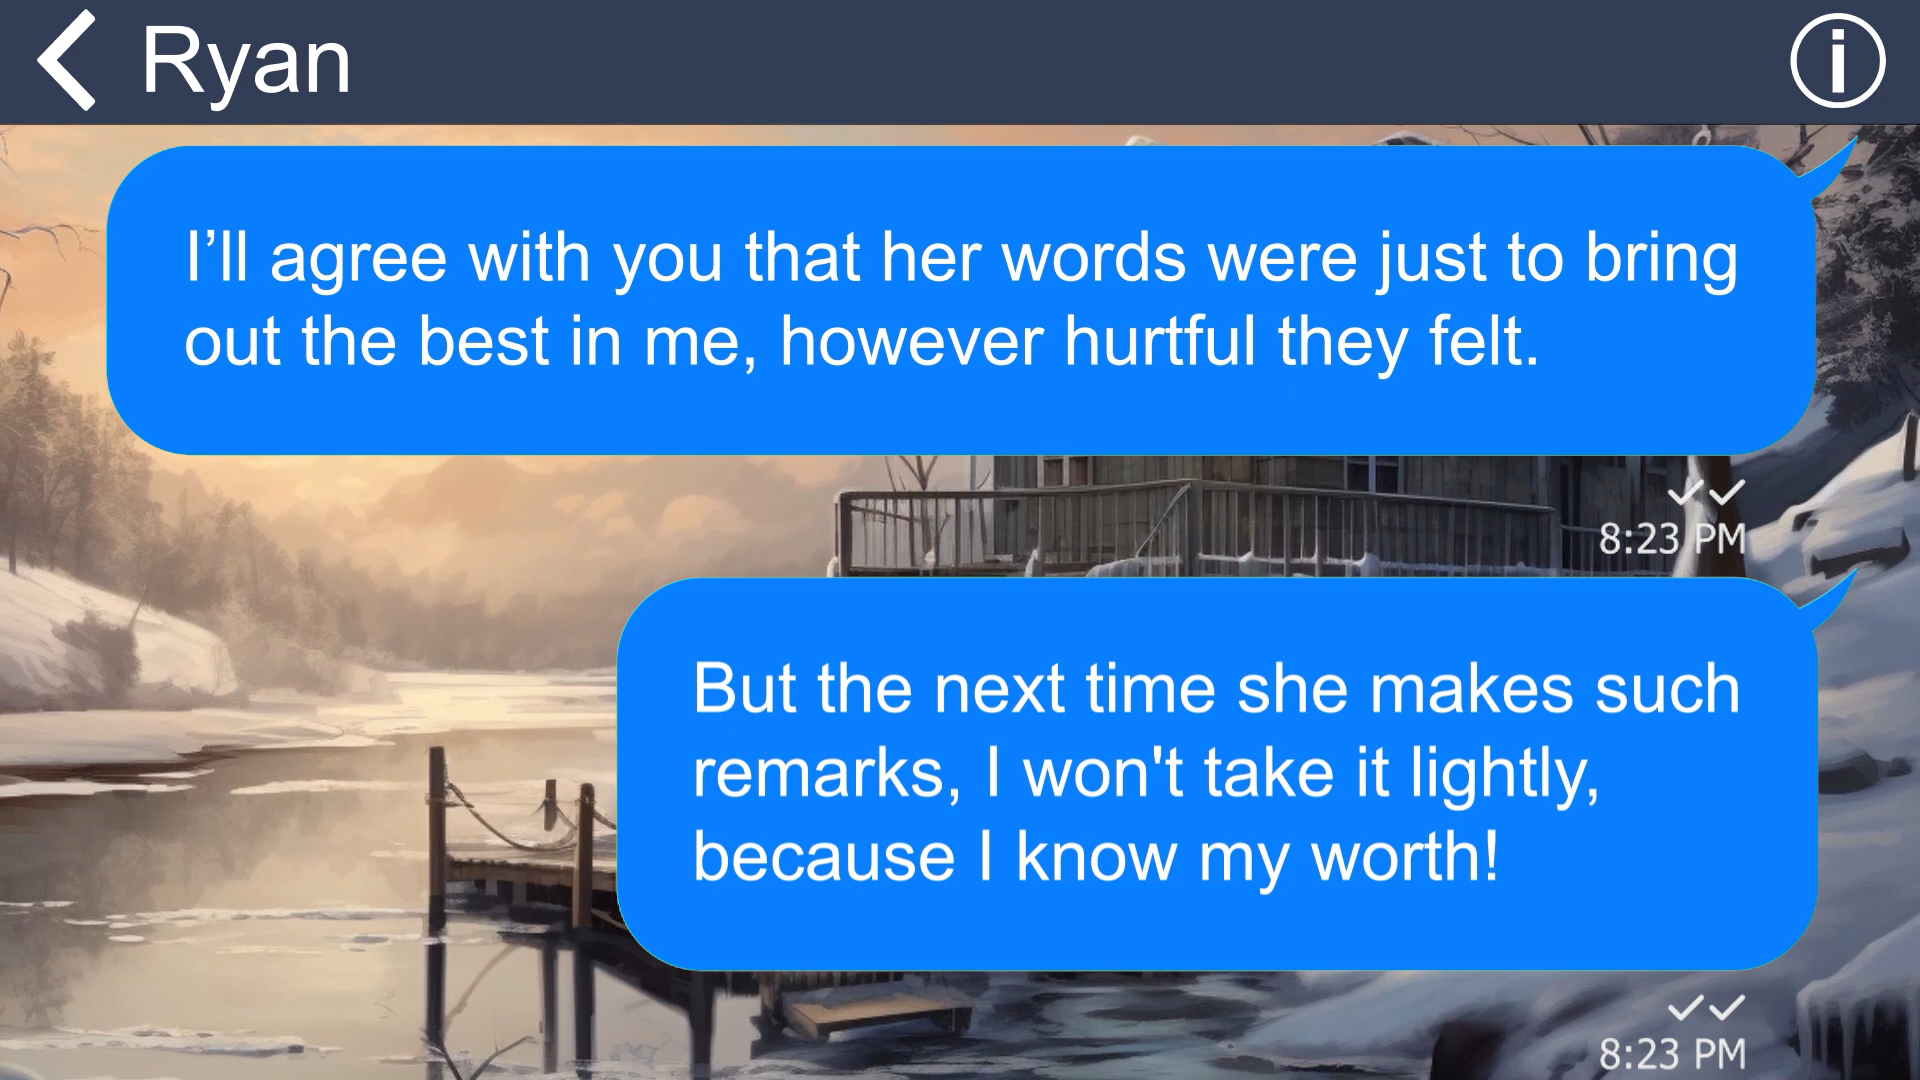 Ryan
I’ll agree with you that her words were just to bring
out the best in me, however hurtful they felt.
8:23 PM
But the next time she makes such
remarks, I won't take it lightly,
because I know my worth!
8:23 PM